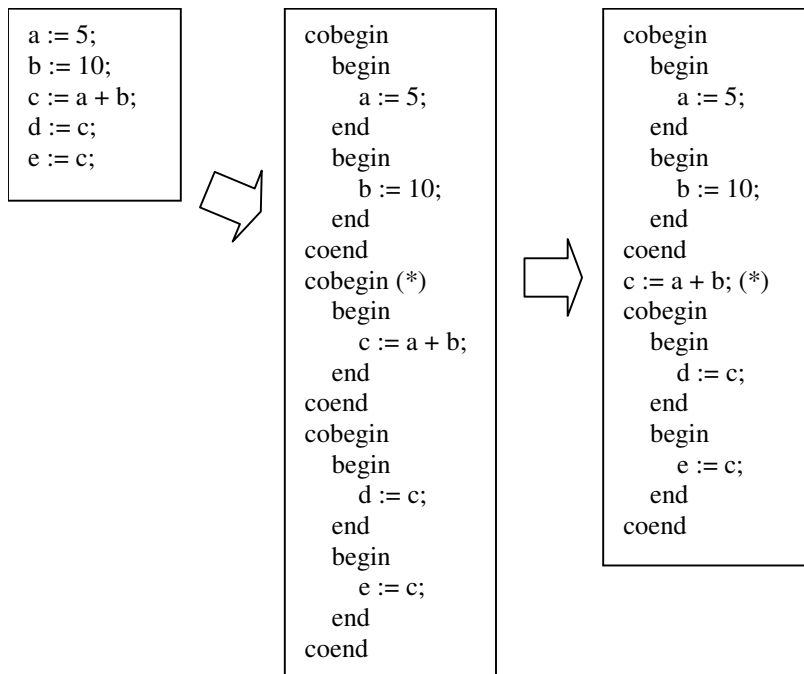 a := 5;
b := 10;
c := a + b;
d := c;
e := c;
cobegin
begin
a := 5;
end
begin
b := 10;
end
coend
cobegin (*)
begin
c := a + b;
end
coend
cobegin
begin
d := c;
end
begin
e := c;
end
coend
cobegin
begin
a := 5;
end
begin
b := 10;
end
coend
c := a + b; (*)
cobegin
begin
d := c;
end
begin
e := c;
end
coend